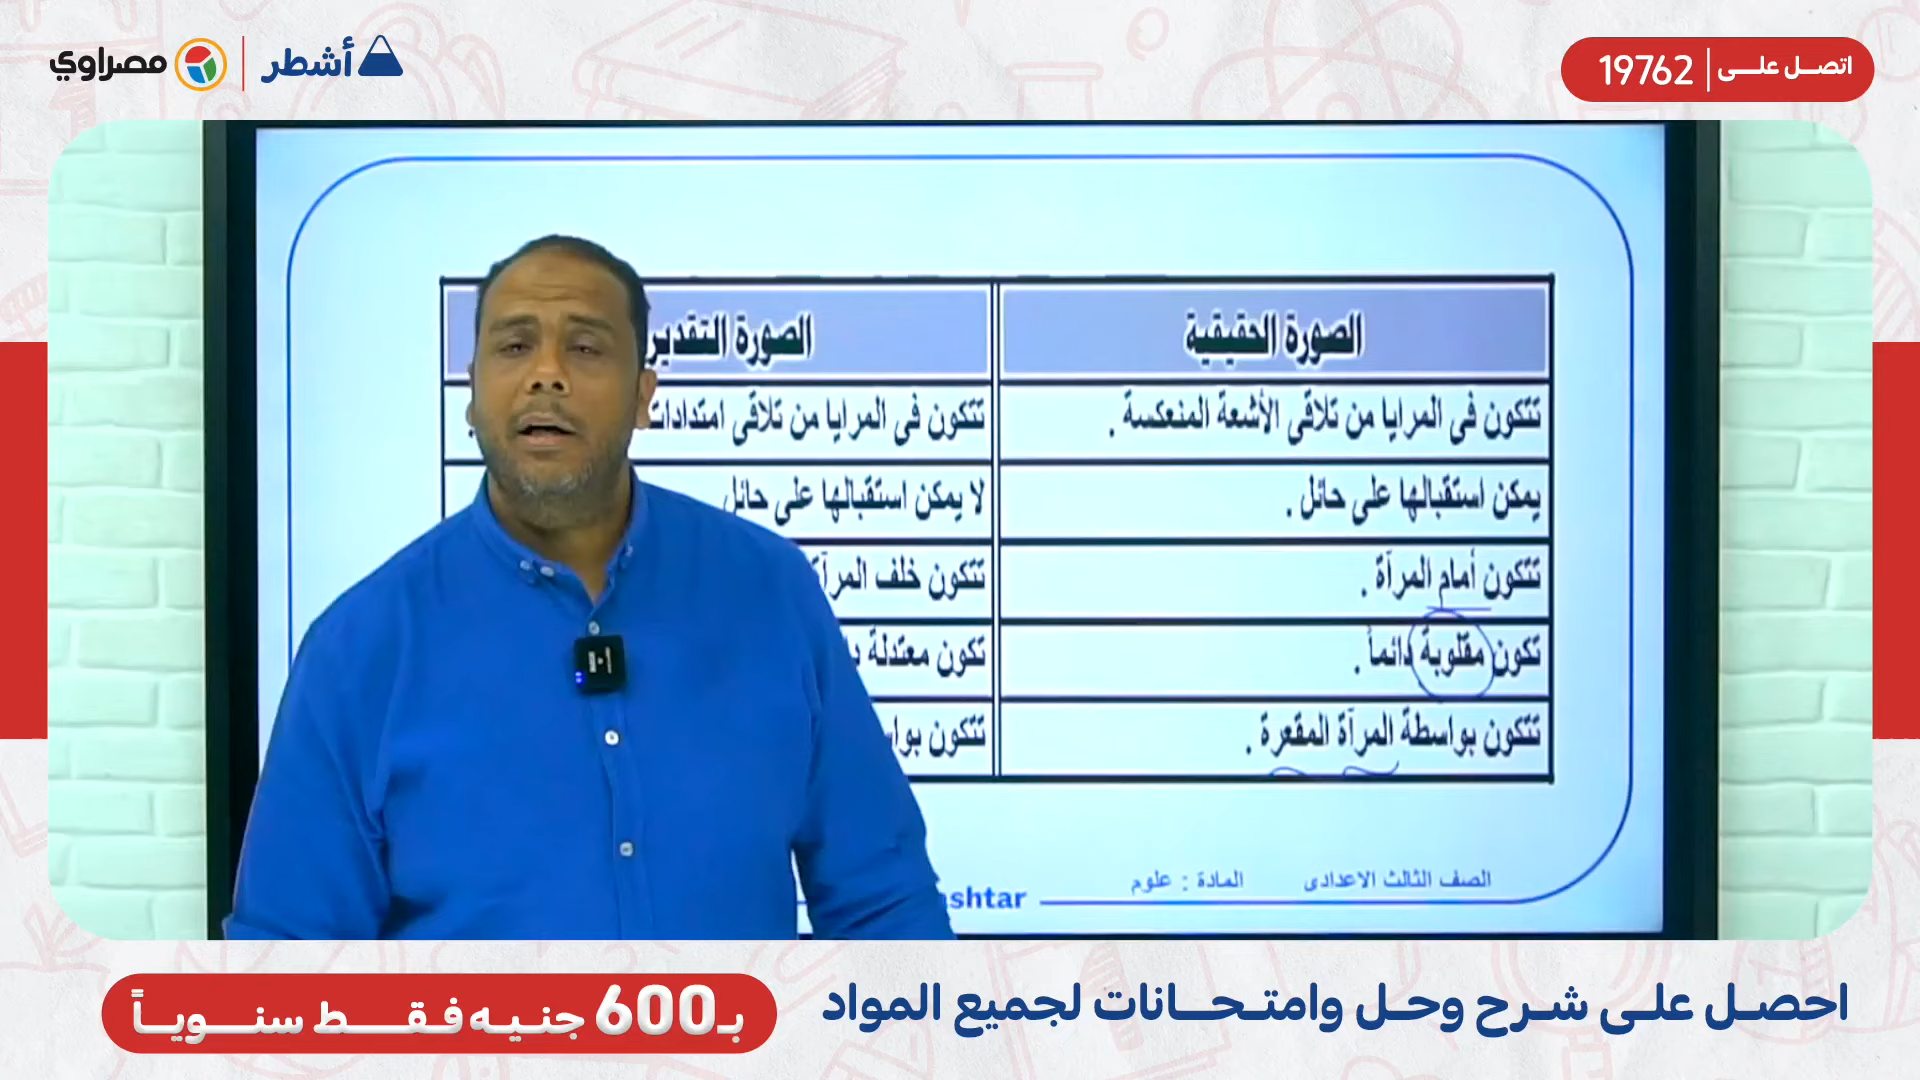 مصراوي
أشطر
اتصل على 19762
الصورة الحقيقية
تتكون فى المرايا من تلاقى الأشعة المنعكسة .
يمكن استقبالها على حائل .
تتكون أمام المرآة .
تكون مقلوبة دائماً .
تتكون بواسطة المرآة المقعرة .
الصورة
تتكون فى المرايا من تلاقى امتدادات
لا يمكن استقبالها على حائل
تتكون خلف المرآة
تكون معتدلة
تتكون
الصف الثالث الاعدادى المادة : علوم
احصل على شرح وحل وامتحانات لجميع المواد
بـ600 جنيه فقط سنوياً